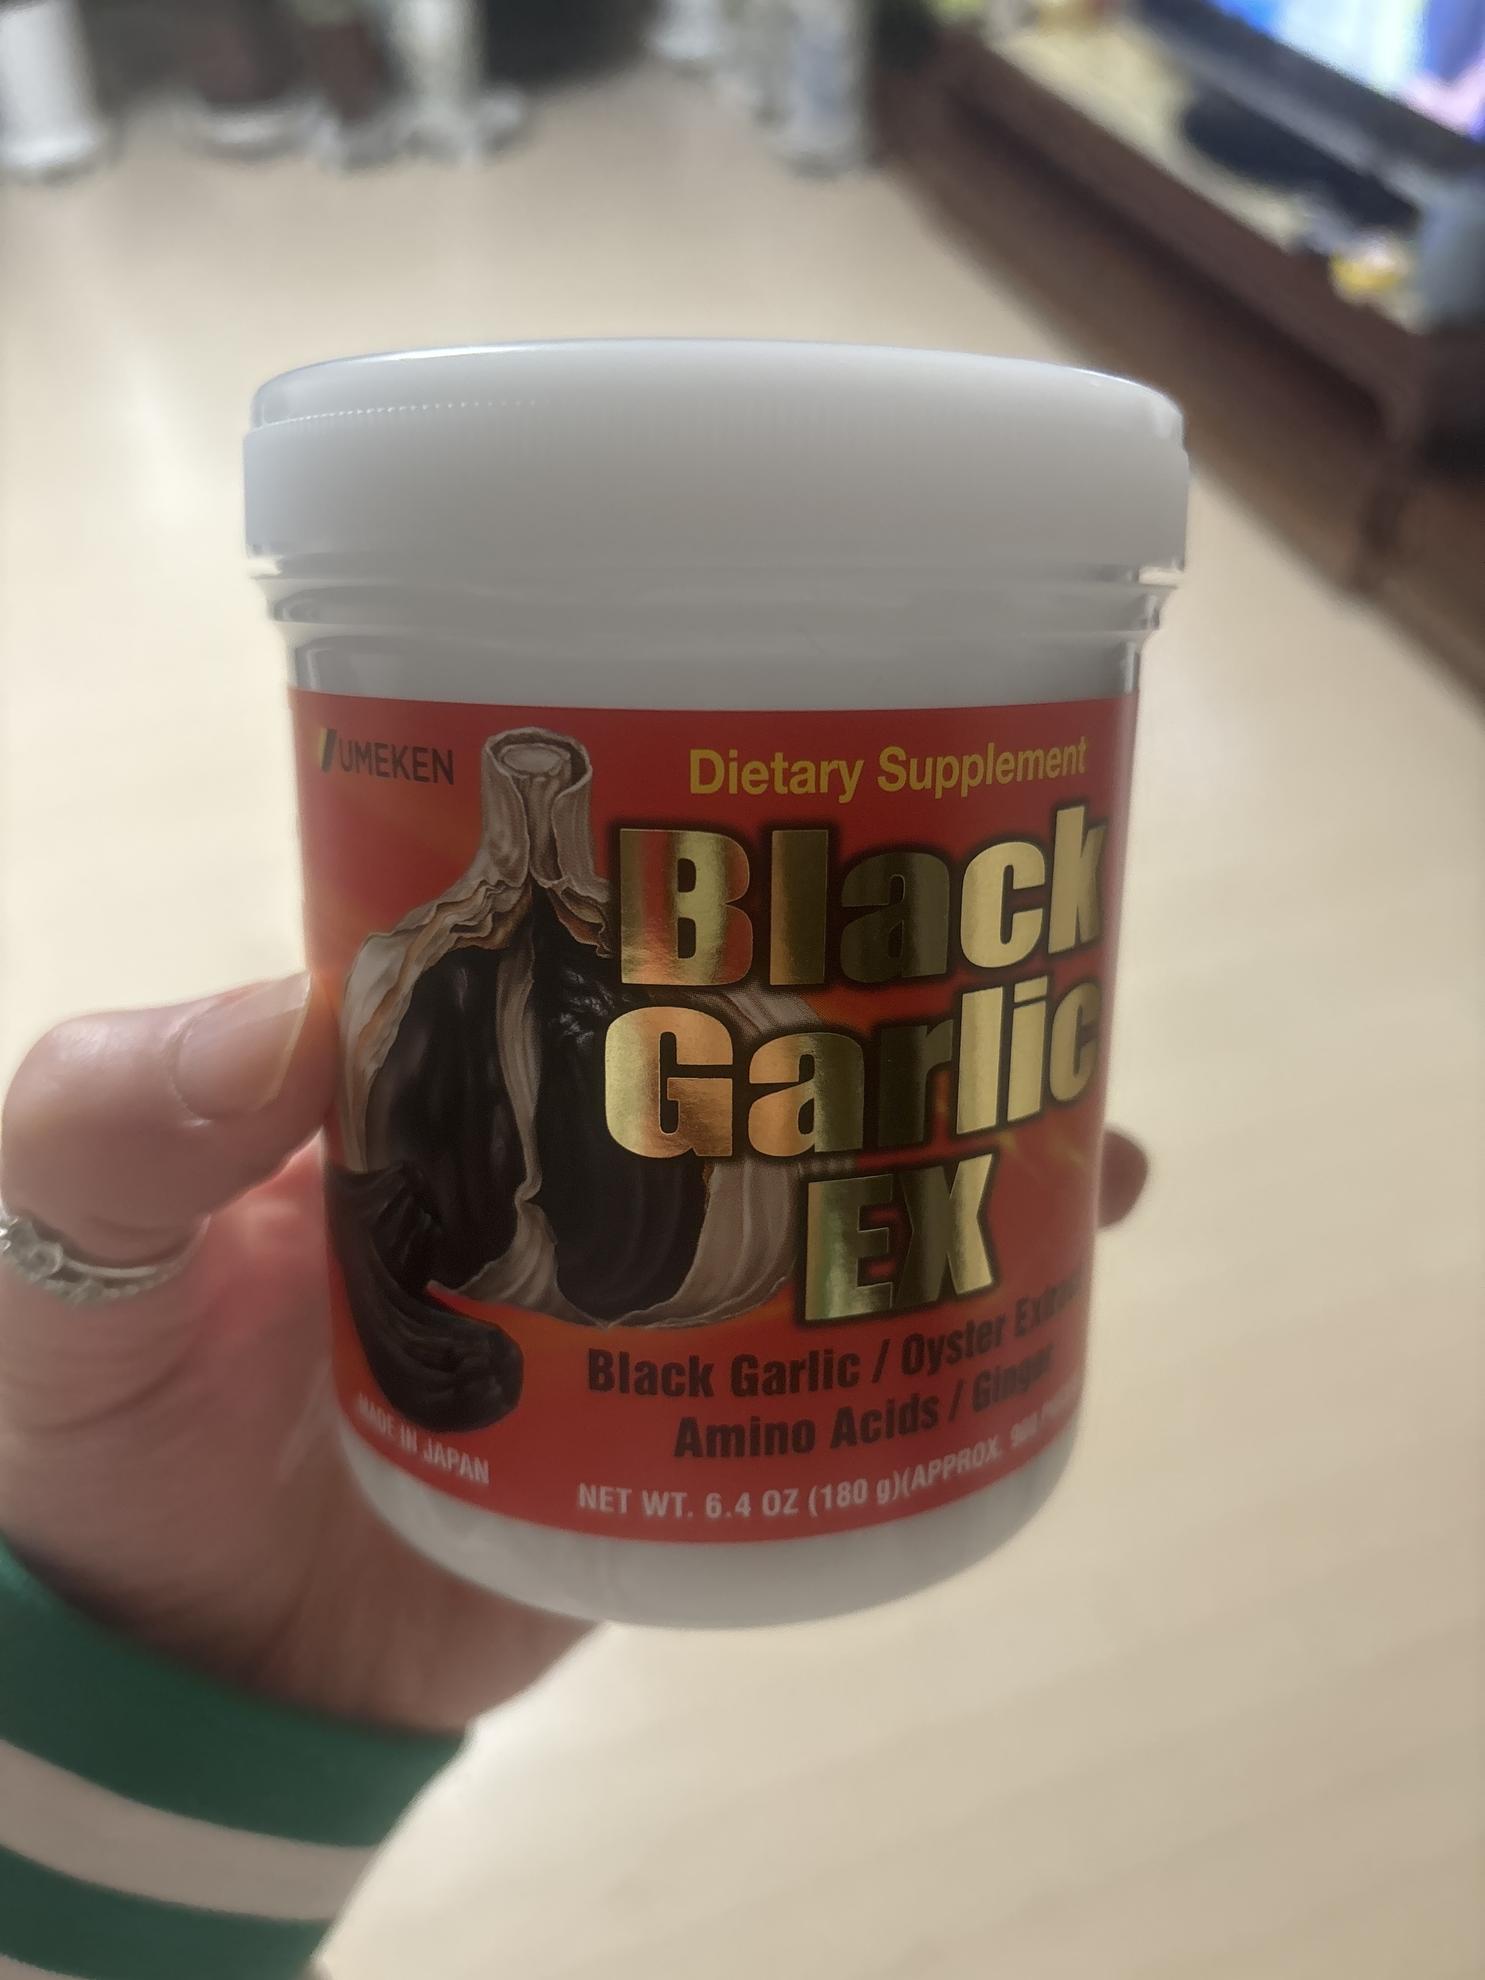 UMEKEN
Dietary Supplement
Black
Garlic
EX
Black Garlic / Oyster
Amino Acids / Ginger
MADE IN JAPAN
NET WT. 6.4 OZ (180 g)(APPROX.